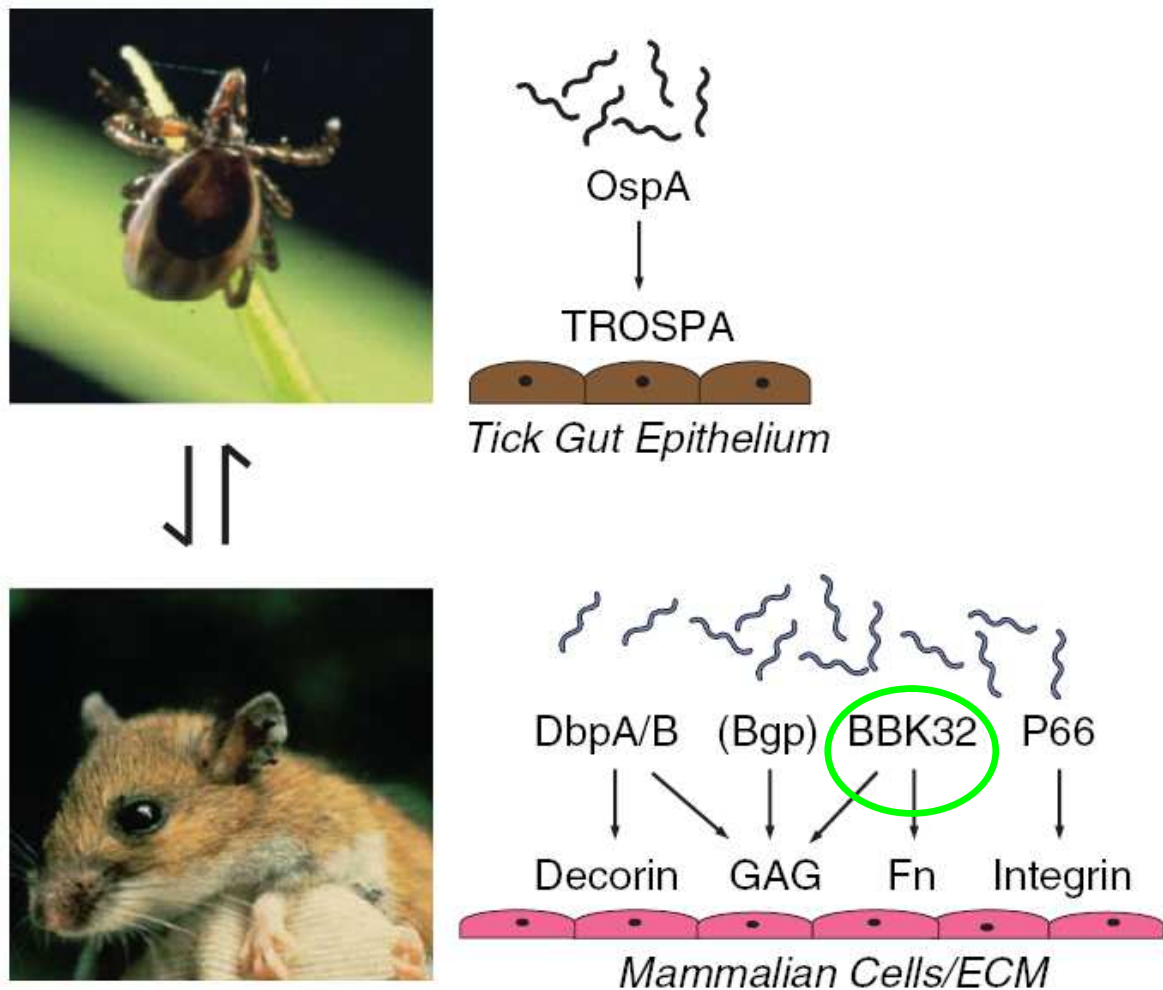 OspA
TROSPA
Tick Gut Epithelium
DbpA/B (Bgp) BBK32 P66
Decorin GAG Fn Integrin
Mammalian Cells/ECM